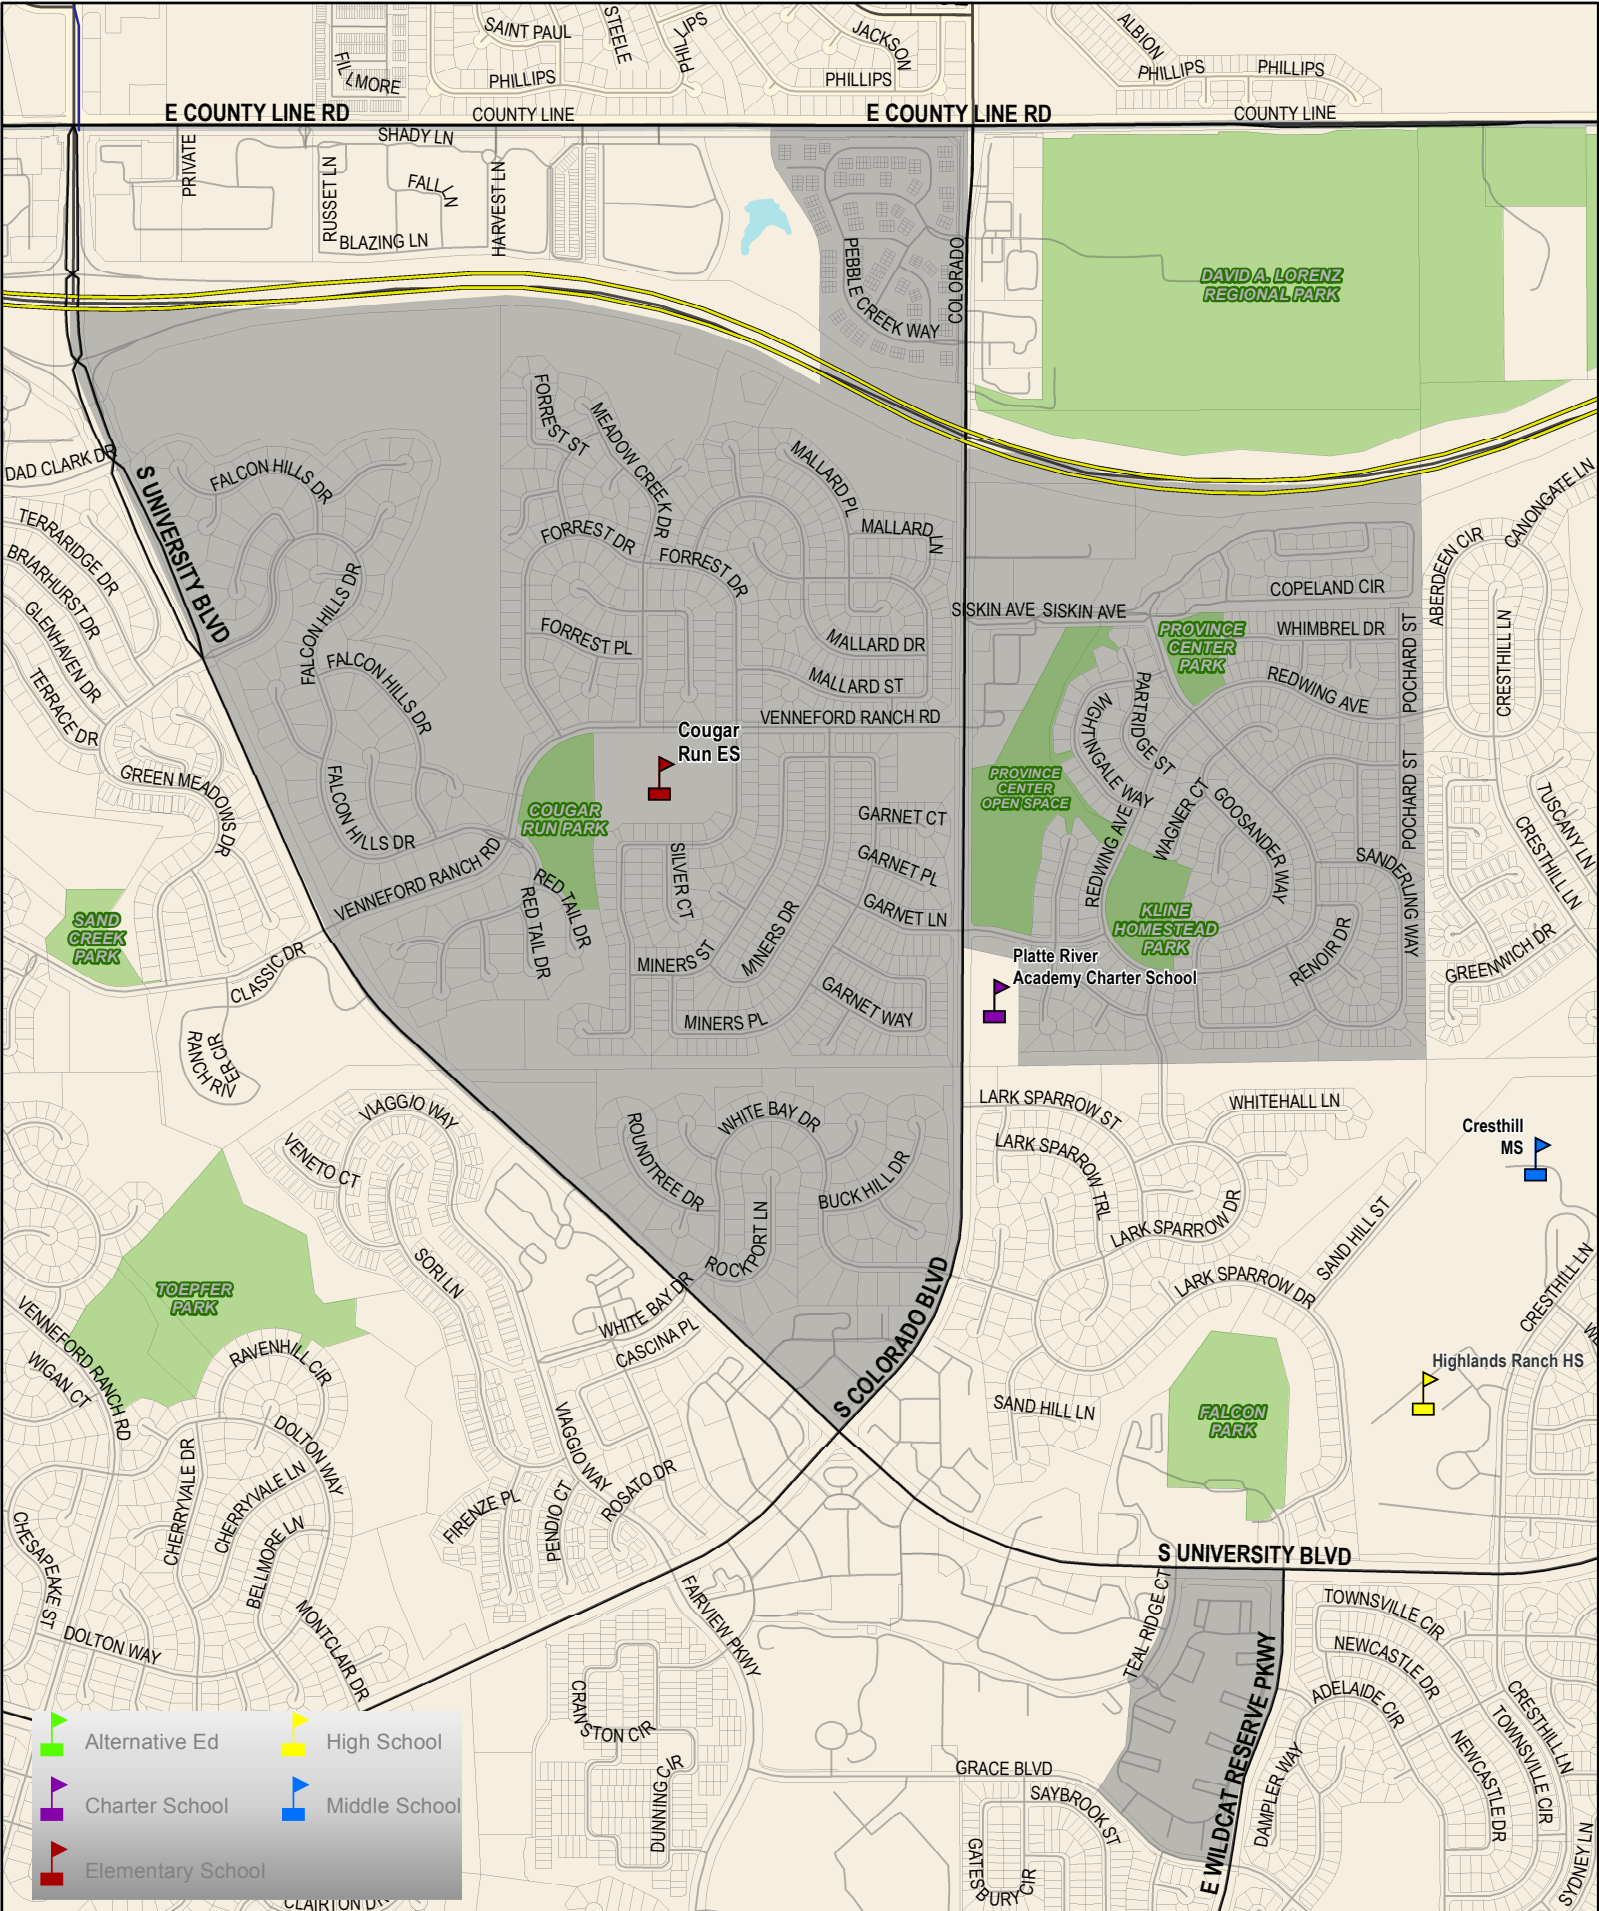 SAINT PAUL
STEELE
PHILLIPS
JACKSON
ALBION
FILLMORE
PHILLIPS
PHILLIPS
PHILLIPS
PHILLIPS
E COUNTY LINE RD
COUNTY LINE
E COUNTY LINE RD
COUNTY LINE
PRIVATE
SHADY LN
RUSSET LN
FALL LN
HARVEST LN
BLAZING LN
PEBBLE CREEK WAY
COLORADO
DAVID A. LORENZ
REGIONAL PARK
DAD CLARK DR
S UNIVERSITY BLVD
FALCON HILLS DR
FORREST ST
MEADOW CREEK DR
MALLARD PL
MALLARD LN
CANONGATE LN
TERRARIDGE DR
BRIARHURST DR
GLENHAVEN DR
TERRACE DR
FALCON HILLS DR
FALCON HILLS DR
FORREST DR
FORREST DR
FORREST PL
MALLARD DR
MALLARD ST
SISKIN AVE
SISKIN AVE
COPELAND CIR
ABERDEEN CIR
CRESTHILL LN
PROVINCE
CENTER
PARK
WHIMBREL DR
POCHARD ST
REDWING AVE
PARTRIDGE ST
NIGHTINGALE WAY
VENNEFORD RANCH RD
Cougar
Run ES
GREEN MEADOWS DR
FALCON HILLS DR
COUGAR
RUN PARK
PROVINCE
CENTER
OPEN SPACE
WAGNER CT
GOOSANDER WAY
POCHARD ST
TUSCANY LN
CRESTHILL LN
GARNET CT
GARNET PL
GARNET LN
REDWING AVE
SANDERLING WAY
VENNEFORD RANCH RD
RED TAIL DR
RED TAIL DR
SILVER CT
MINERS ST
MINERS DR
KLINE
HOMESTEAD
PARK
RENOIR DR
GREENWICH DR
SAND
CREEK
PARK
CLASSIC DR
Platte River
Academy Charter School
GARNET WAY
MINERS PL
RANCH RIVER CIR
VIAGGIO WAY
VENETO CT
ROUNDTREE DR
WHITE BAY DR
BUCK HILL DR
ROCKPORT LN
LARK SPARROW ST
WHITEHALL LN
LARK SPARROW TRL
LARK SPARROW DR
Cresthill
MS
SAND HILL ST
CRESTHILL LN
TOEPFER
PARK
SORI LN
WHITE BAY DR
CASCINA PL
S COLORADO BLVD
LARK SPARROW DR
VENNEFORD RANCH RD
WIGAN CT
RAVENHILL CIR
Highlands Ranch HS
SAND HILL LN
FALCON
PARK
DOLTON WAY
VIAGGIO WAY
CHERRYVALE DR
CHERRYVALE LN
BELLMORE LN
FIRENZE PL
PENDIO CT
ROSATO DR
CHESAPEAKE ST
S UNIVERSITY BLVD
FAIRVIEW PKWY
TEAL RIDGE CT
DOLTON WAY
MONTCLAIR DR
TOWNSVILLE CIR
NEWCASTLE DR
ADELAIDE CIR
CRESTHILL LN
TOWNSVILLE CIR
NEWCASTLE DR
CRANSTON CIR
DUNNING CIR
E WILDCAT RESERVE PKWY
DAMPLER WAY
GRACE BLVD
SAYBROOK ST
GATESBURY CIR
SYDNEY LN
Alternative Ed
High School
Charter School
Middle School
Elementary School
CLAIRTON DR